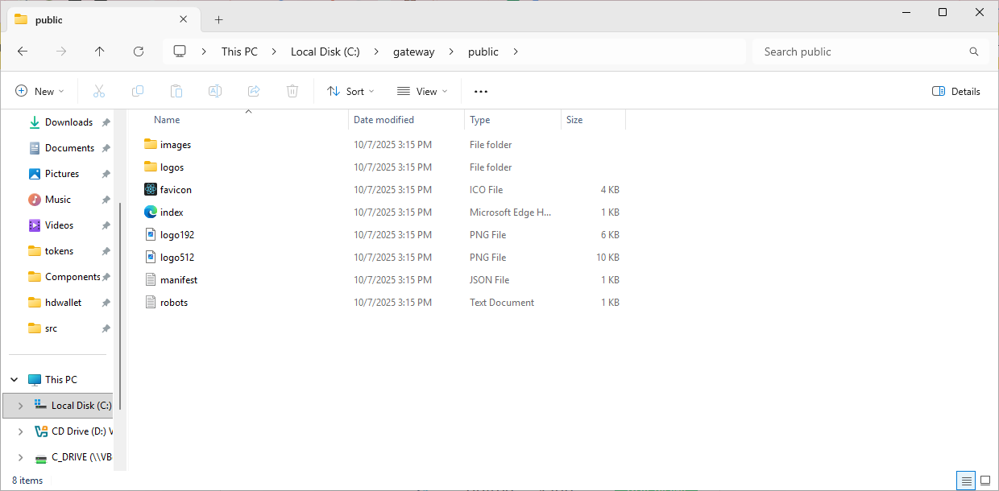 public
This PC
Local Disk (C:)
gateway
public
Search public
New
Sort
View
Details
Downloads
Documents
Pictures
Music
Videos
tokens
Components
hdwallet
src
This PC
Local Disk (C:)
CD Drive (D:) V
C_DRIVE (\\VB
Name Date modified Type Size
images 10/7/2025 3:15 PM File folder
logos 10/7/2025 3:15 PM File folder
favicon 10/7/2025 3:15 PM ICO File 4 KB
index 10/7/2025 3:15 PM Microsoft Edge H... 1 KB
logo192 10/7/2025 3:15 PM PNG File 6 KB
logo512 10/7/2025 3:15 PM PNG File 10 KB
manifest 10/7/2025 3:15 PM JSON File 1 KB
robots 10/7/2025 3:15 PM Text Document 1 KB
8 items